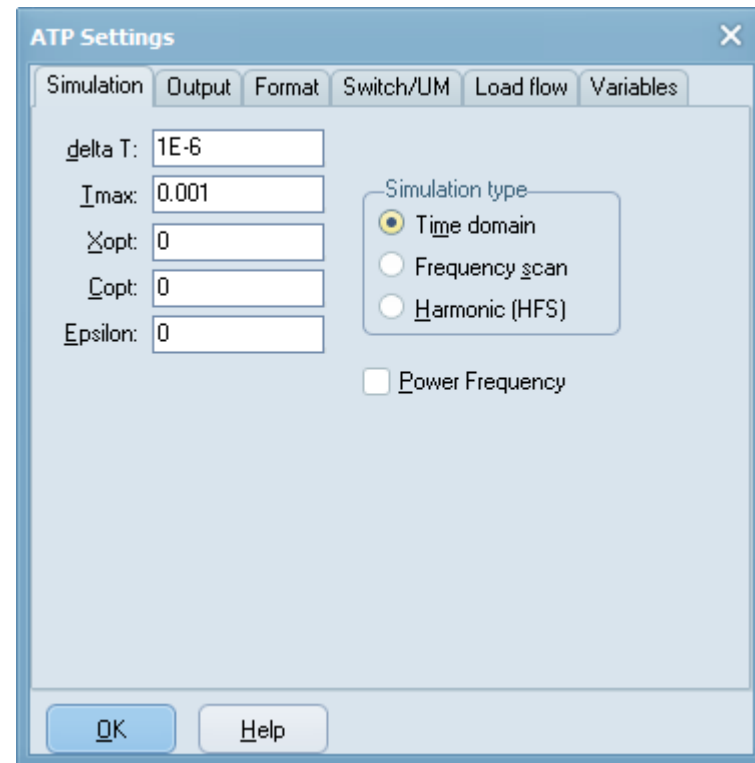 ATP Settings
Simulation Output Format Switch/UM Load flow Variables
delta T: 1E-6
Tmax: 0.001
Xopt: 0
Copt: 0
Epsilon: 0
Simulation type
Time domain
Frequency scan
Harmonic (HFS)
Power Frequency
OK Help